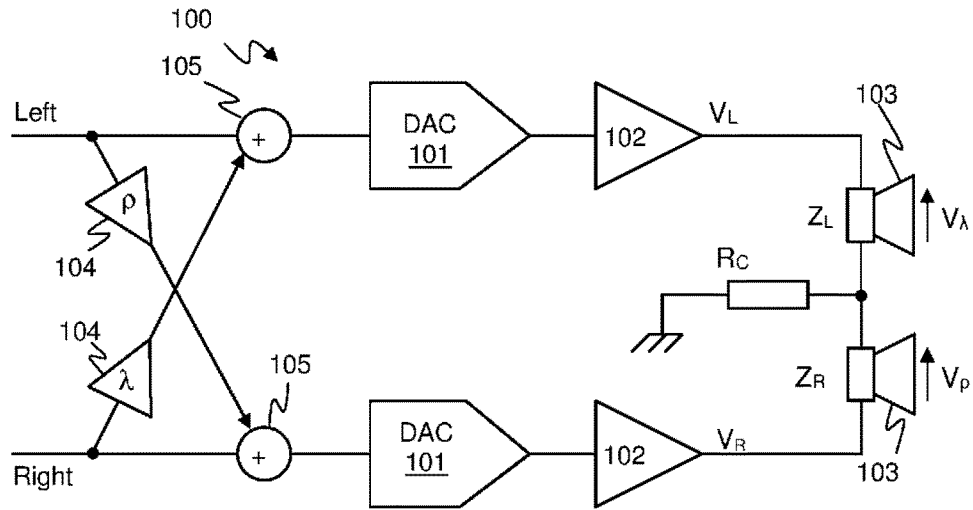 100
105
Left
DAC
101
102
VL
103
ρ
104
ZL
Vλ
RC
104
λ
105
ZR
Vρ
Right
DAC
101
102
VR
103
+
+